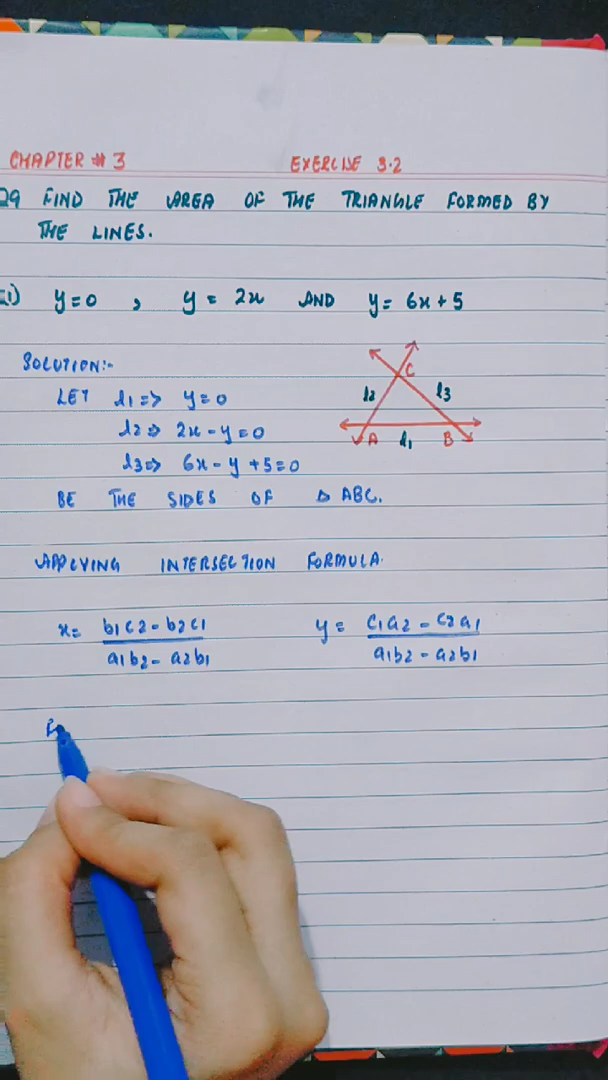 CHAPTER # 3 EXERCISE 3.2
Q9 FIND THE AREA OF THE TRIANGLE FORMED BY
THE LINES.
i) y=0 , y = 2x AND y= 6x+5
SOLUTION:-
LET l1=> y=0
l2=> 2x-y=0
l3=> 6x-y+5=0
BE THE SIDES OF △ ABC.
C
l2 l3
A l1 B
APPLYING INTERSECTION FORMULA.
x= b1c2-b2c1 / a1b2-a2b1 y= c1a2-c2a1 / a1b2-a2b1